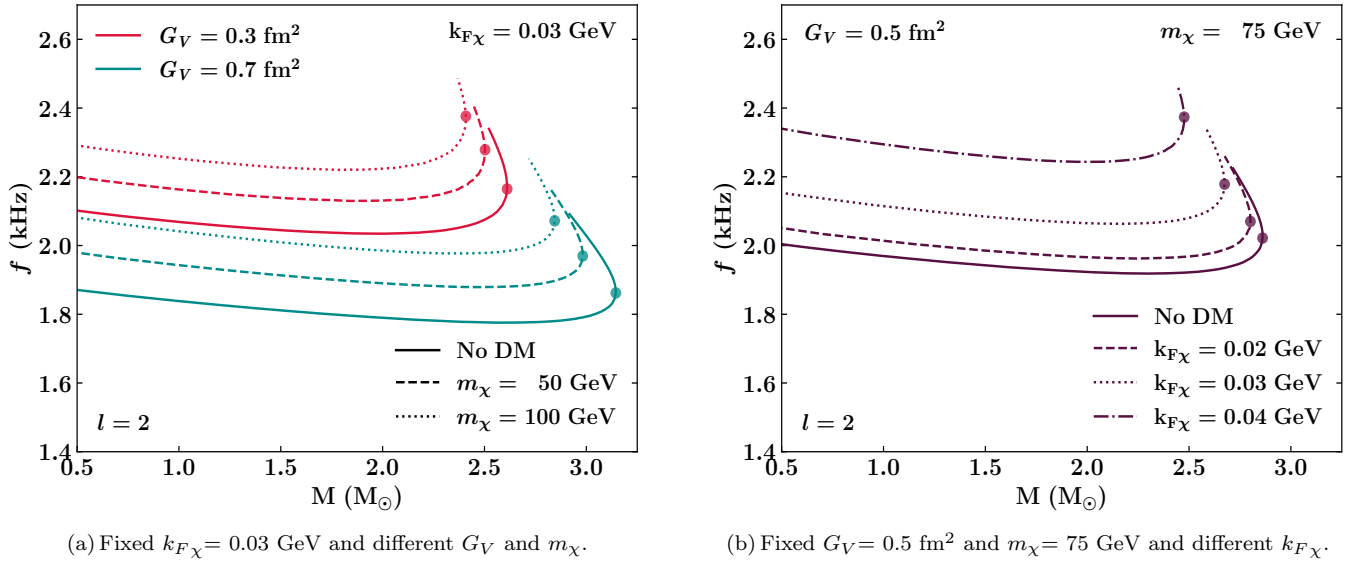 2.6
2.4
2.2
2.0
1.8
1.6
1.4
f (kHz)
G_V = 0.3 fm²
G_V = 0.7 fm²
k_Fχ = 0.03 GeV
No DM
m_χ = 50 GeV
m_χ = 100 GeV
l = 2
0.5 1.0 1.5 2.0 2.5 3.0
M (M_⊙)
(a) Fixed k_Fχ= 0.03 GeV and different G_V and m_χ.
2.6
2.4
2.2
2.0
1.8
1.6
1.4
f (kHz)
G_V = 0.5 fm²
m_χ = 75 GeV
No DM
k_Fχ = 0.02 GeV
k_Fχ = 0.03 GeV
k_Fχ = 0.04 GeV
l = 2
0.5 1.0 1.5 2.0 2.5 3.0
M (M_⊙)
(b) Fixed G_V= 0.5 fm² and m_χ= 75 GeV and different k_Fχ.